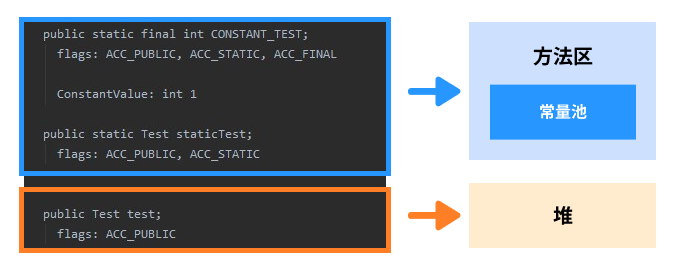 public static final int CONSTANT_TEST;
flags: ACC_PUBLIC, ACC_STATIC, ACC_FINAL
ConstantValue: int 1
public static Test staticTest;
flags: ACC_PUBLIC, ACC_STATIC
public Test test;
flags: ACC_PUBLIC
方法区
常量池
堆